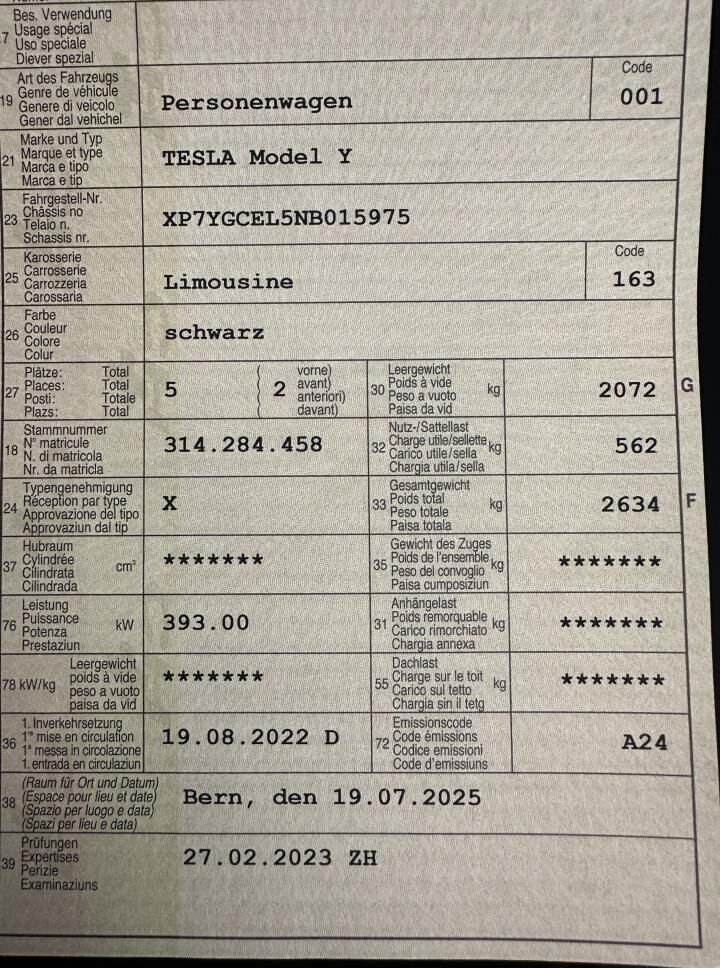 Bes. Verwendung
17 Usage spécial
Uso speciale
Diever spezial
19 Art des Fahrzeugs
Genre de véhicule
Genere di veicolo
Gener dal vehichel
Personenwagen
Code
001
21 Marke und Typ
Marque et type
Marca e tipo
Marca e tip
TESLA Model Y
23 Fahrgestell-Nr.
Châssis no
Telaio n.
Schassis nr.
XP7YGCEL5NB015975
25 Karosserie
Carrosserie
Carrozzeria
Carossaria
Limousine
Code
163
26 Farbe
Couleur
Colore
Colur
schwarz
27 Plätze: Total
Places: Total
Posti: Totale
Plazs: Total
5
( 2 vorne)
avant)
anteriori)
davant)
30 Leergewicht
Poids à vide
Peso a vuoto
Paisa da vid
kg
2072 G
18 Stammnummer
N° matricule
N. di matricola
Nr. da matricla
314.284.458
32 Nutz-/Sattellast
Charge utile/sellette
Carico utile/sella
Chargia utila/sella
kg
562
24 Typengenehmigung
Réception par type
Approvazione del tipo
Approvaziun dal tip
X
33 Gesamtgewicht
Poids total
Peso totale
Paisa totala
kg
2634 F
37 Hubraum
Cylindrée
Cilindrata
Cilindrada
cm³
*******
35 Gewicht des Zuges
Poids de l'ensemble
Peso del convoglio
Paisa cumposiziun
kg
*******
76 Leistung
Puissance
Potenza
Prestaziun
kW
393.00
31 Anhängelast
Poids remorquable
Carico rimorchiato
Chargia annexa
kg
*******
78 kW/kg
Leergewicht
poids à vide
peso a vuoto
paisa da vid
*******
55 Dachlast
Charge sur le toit
Carico sul tetto
Chargia sin il tetg
kg
*******
36 1. Inverkehrsetzung
1re mise en circulation
1a messa in circolazione
1. entrada en circulaziun
19.08.2022 D
72 Emissionscode
Code émissions
Codice emissioni
Code d'emissiuns
A24
38 (Raum für Ort und Datum)
(Espace pour lieu et date)
(Spazio per luogo e data)
(Spazi per lieu e data)
Bern, den 19.07.2025
39 Prüfungen
Expertises
Perizie
Examinaziuns
27.02.2023 ZH